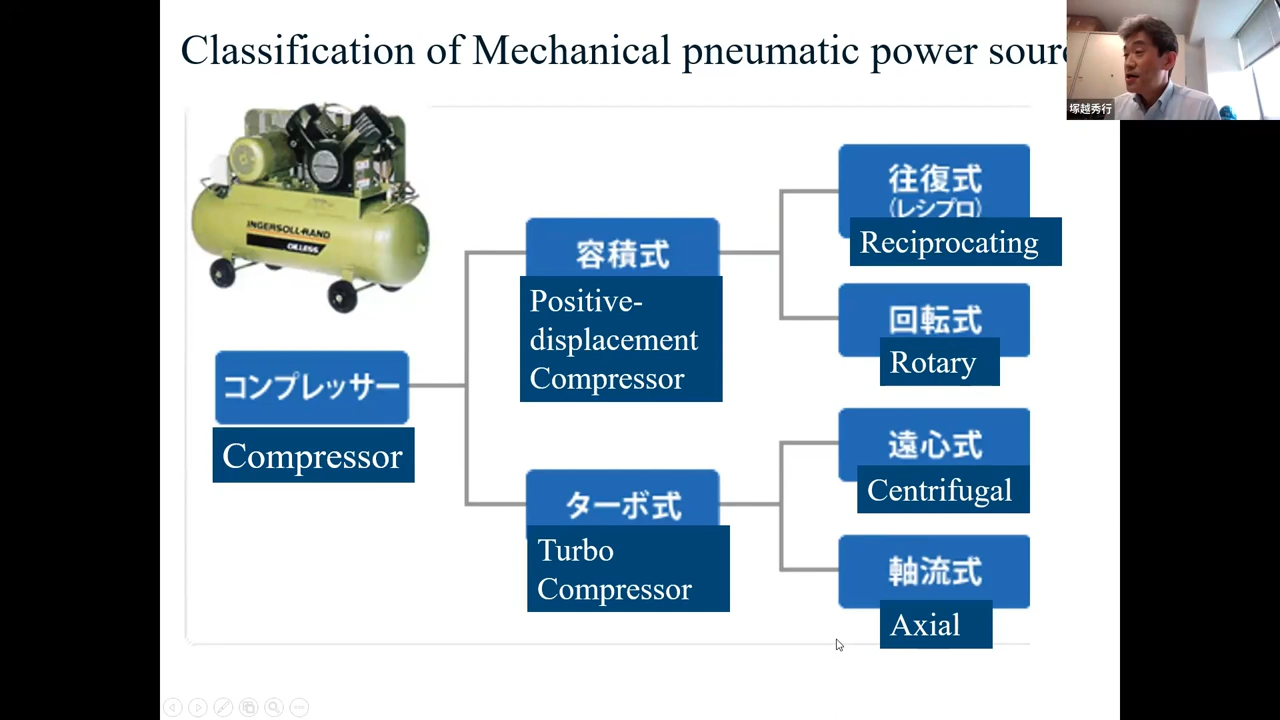 Classification of Mechanical pneumatic power sour
塚越秀行
INGERSOLL-RAND
OILLESS
コンプレッサー
Compressor
容積式
Positive-
displacement
Compressor
ターボ式
Turbo
Compressor
往復式
(レシプロ)
Reciprocating
回転式
Rotary
遠心式
Centrifugal
軸流式
Axial